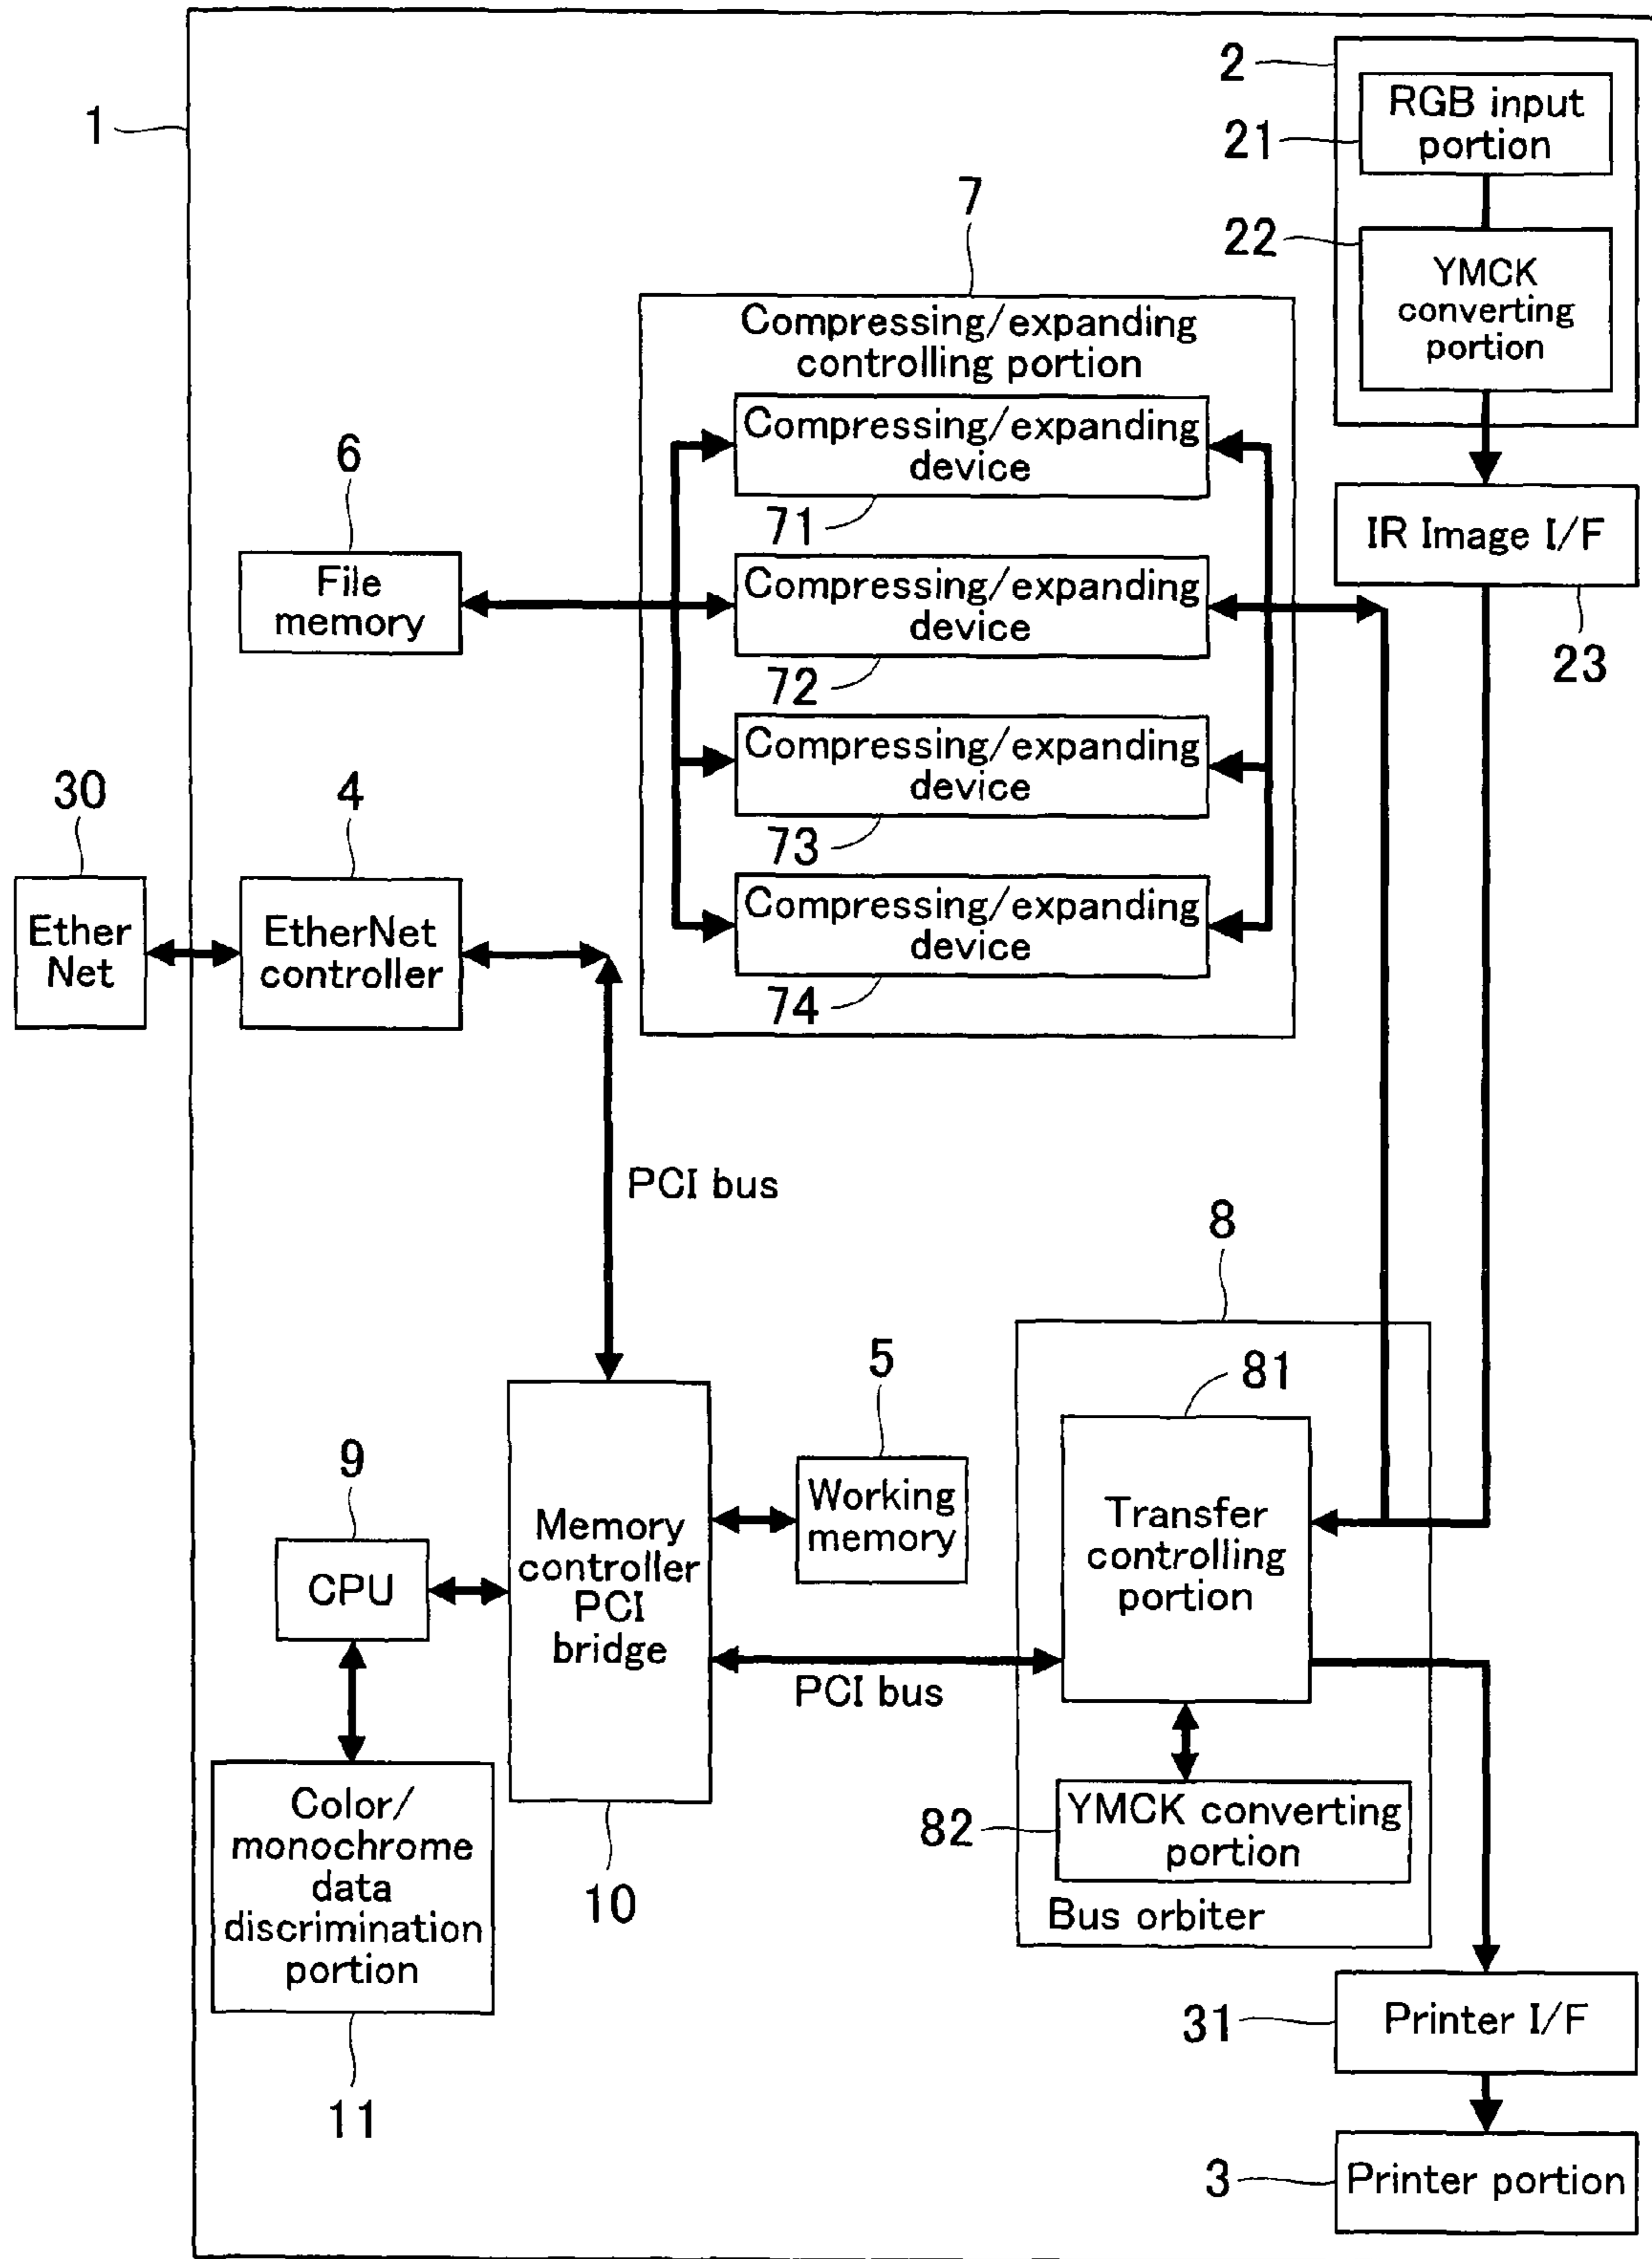 1
2
RGB input
portion
21
22
YMCK
converting
portion
7
Compressing/expanding
controlling portion
Compressing/expanding
device
71
Compressing/expanding
device
72
Compressing/expanding
device
73
Compressing/expanding
device
74
6
File
memory
IR Image I/F
23
30
Ether
Net
4
EtherNet
controller
PCI bus
8
81
Transfer
controlling
portion
5
Working
memory
9
CPU
Memory
controller
PCI
bridge
10
PCI bus
82
YMCK converting
portion
Bus orbiter
Color/
monochrome
data
discrimination
portion
11
31
Printer I/F
3
Printer portion